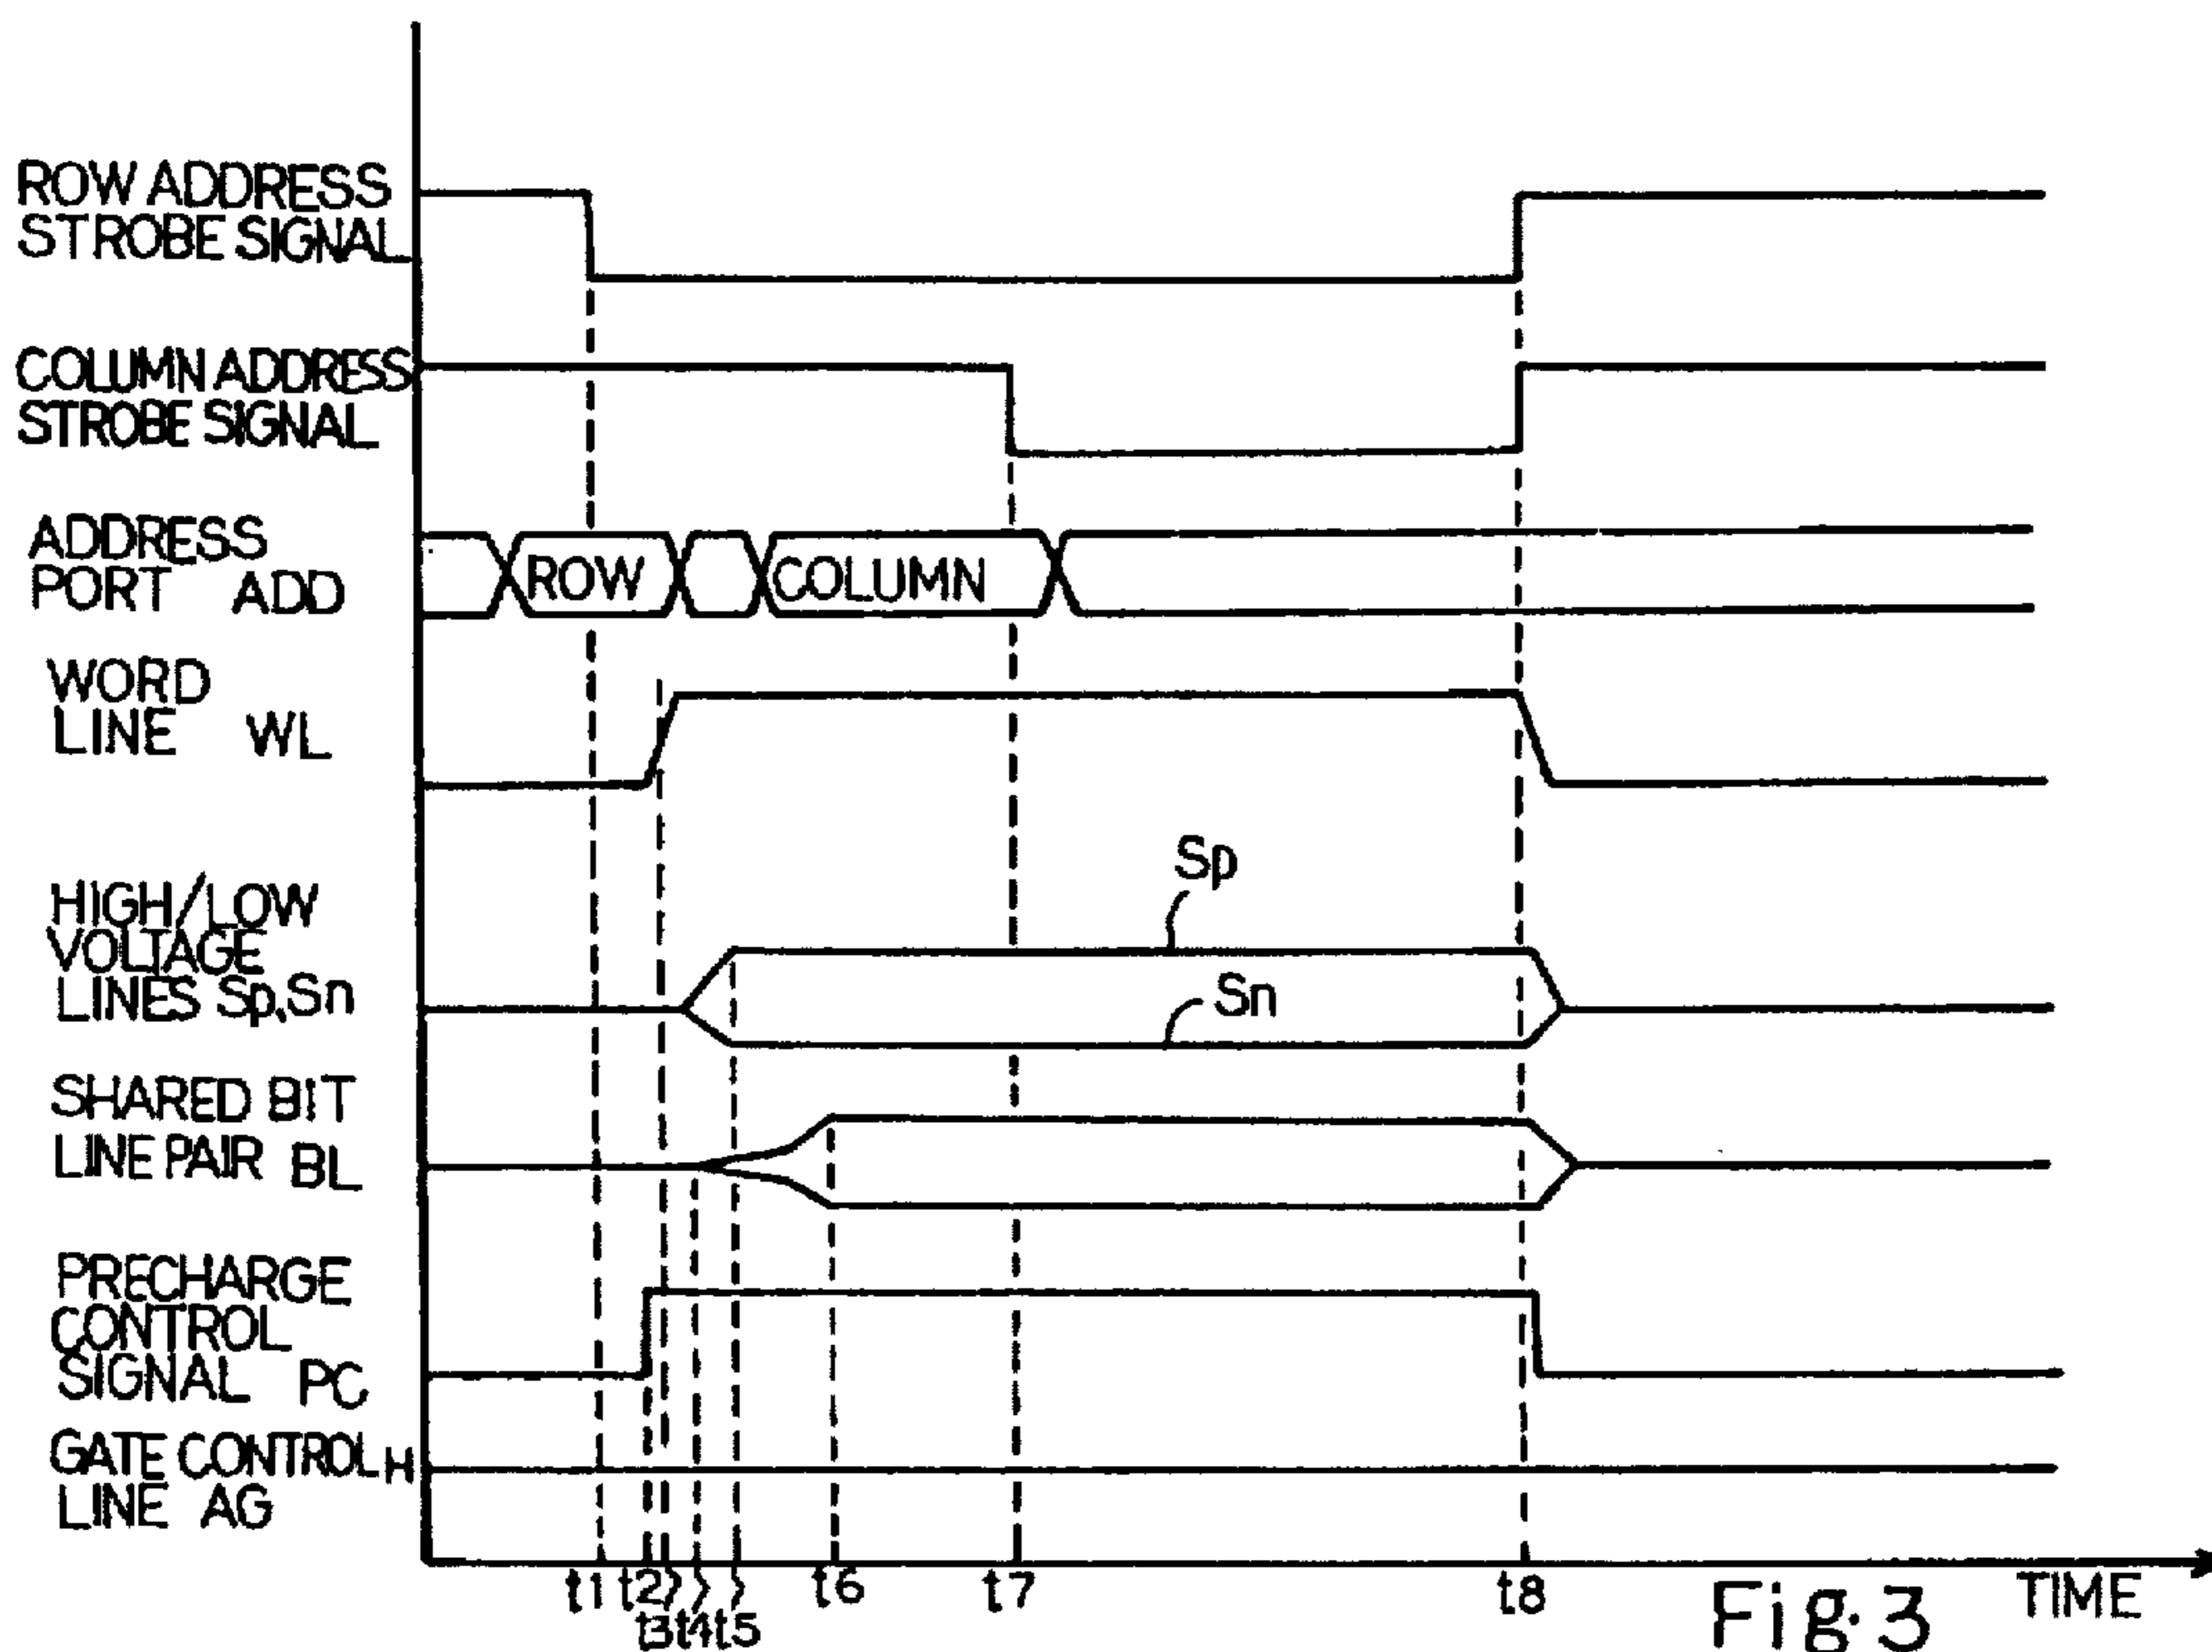 ROW ADDRESS
STROBE SIGNAL
COLUMN ADDRESS
STROBE SIGNAL
ADDRESS
PORT ADD
ROW
COLUMN
WORD
LINE WL
HIGH/LOW
VOLTAGE
LINES Sp,Sn
Sp
Sn
SHARED BIT
LINE PAIR BL
PRECHARGE
CONTROL
SIGNAL PC
GATE CONTROL H
LINE AG
t1 t2 t6 t7 t8
t3 t4 t5
TIME
Fig. 3